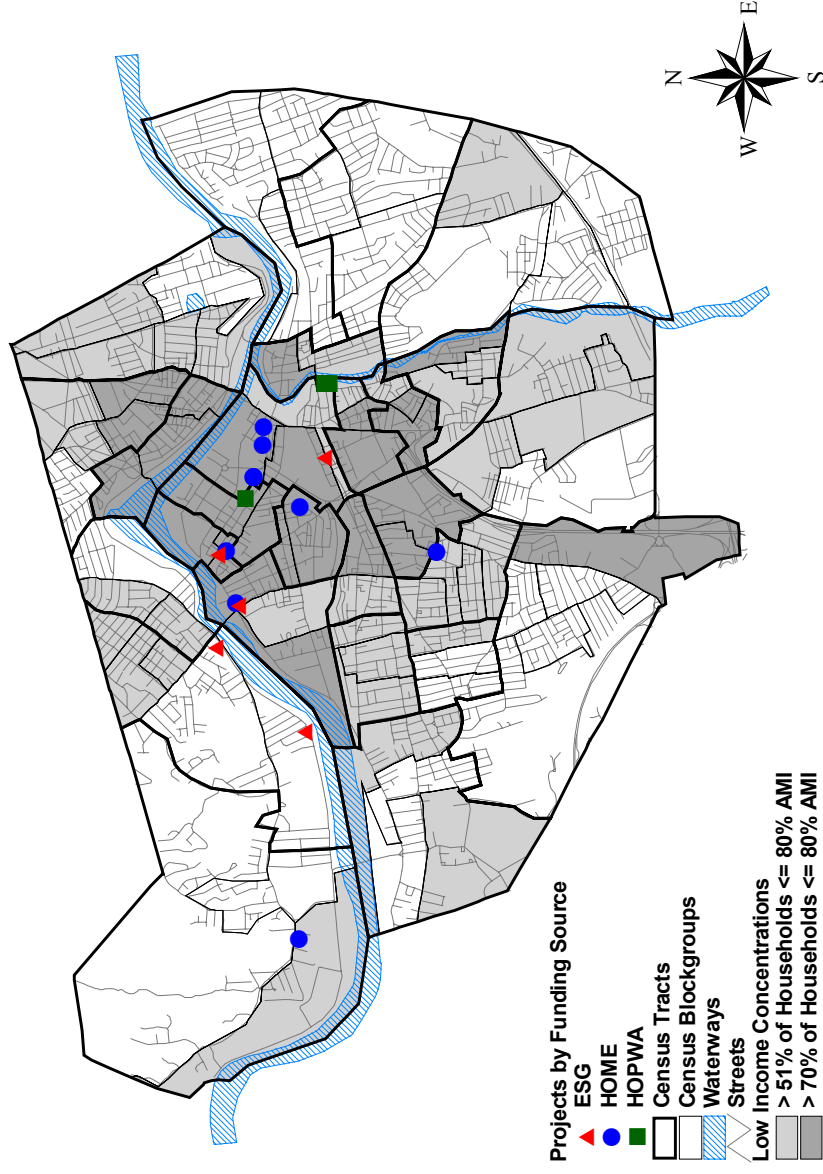 N
E
W
S
Projects by Funding Source
ESG
HOME
HOPWA
Census Tracts
Census Blockgroups
Waterways
Streets
Low Income Concentrations
> 51% of Households <= 80% AMI
> 70% of Households <= 80% AMI